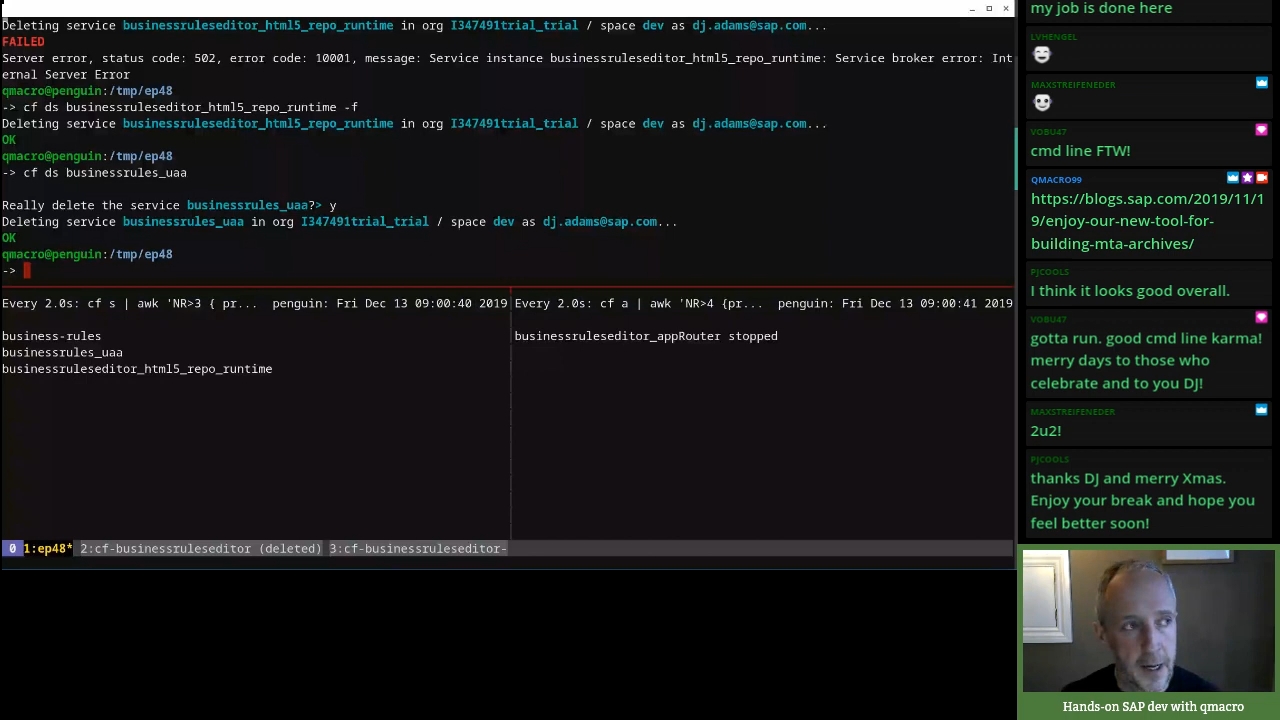 Deleting service businessruleseditor_html5_repo_runtime in org I347491trial_trial / space dev as dj.adams@sap.com...
FAILED
Server error, status code: 502, error code: 10001, message: Service instance businessruleseditor_html5_repo_runtime: Service broker error: Int
ernal Server Error
qmacro@penguin:/tmp/ep48
-> cf ds businessruleseditor_html5_repo_runtime -f
Deleting service businessruleseditor_html5_repo_runtime in org I347491trial_trial / space dev as dj.adams@sap.com...
OK
qmacro@penguin:/tmp/ep48
-> cf ds businessrules_uaa
Really delete the service businessrules_uaa?> y
Deleting service businessrules_uaa in org I347491trial_trial / space dev as dj.adams@sap.com...
OK
qmacro@penguin:/tmp/ep48
->
Every 2.0s: cf s | awk 'NR>3 { pr... penguin: Fri Dec 13 09:00:40 2019
business-rules
businessrules_uaa
businessruleseditor_html5_repo_runtime
Every 2.0s: cf a | awk 'NR>4 {pr... penguin: Fri Dec 13 09:00:41 2019
businessruleseditor_appRouter stopped
0 1:ep48* 2:cf-businessruleseditor (deleted) 3:cf-businessruleseditor-
my job is done here
LVHENGEL
MAXSTREIFENEDER
VOBU47
cmd line FTW!
QMACRO99
https://blogs.sap.com/2019/11/1
9/enjoy-our-new-tool-for-
building-mta-archives/
PJCOOLS
I think it looks good overall.
VOBU47
gotta run. good cmd line karma!
merry days to those who
celebrate and to you DJ!
MAXSTREIFENEDER
2u2!
PJCOOLS
thanks DJ and merry Xmas.
Enjoy your break and hope you
feel better soon!
Hands-on SAP dev with qmacro